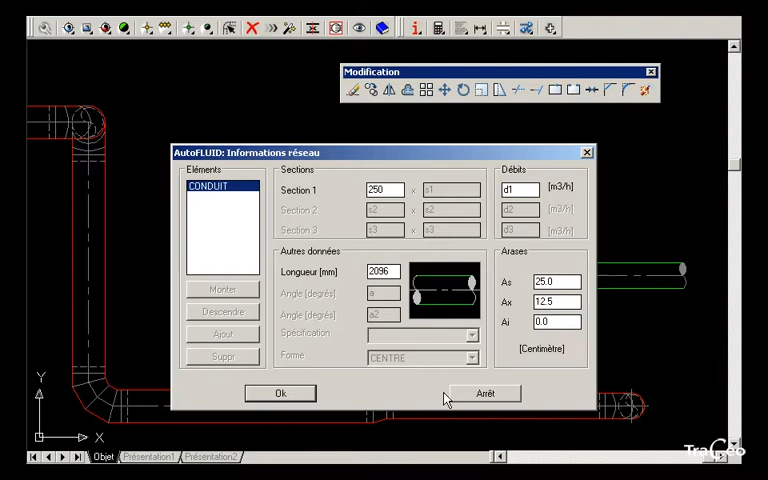 Modification
AutoFLUID: Informations réseau
Eléments
CONDUIT
Monter
Descendre
Ajout
Suppr
Sections
Section 1 250 x s1
Section 2 s2 x s2
Section 3 s3 x s3
Débits
d1 [m3/h]
d2 [m3/h]
d3 [m3/h]
Autres données
Longueur [mm] 2096
Angle [degrés] a
Angle [degrés] a2
Spécification
Forme CENTRE
Arases
As 25.0
Ax 12.5
Ai 0.0
[Centimètre]
Ok
Arrêt
Y
X
Objet Présentation1 Présentation2